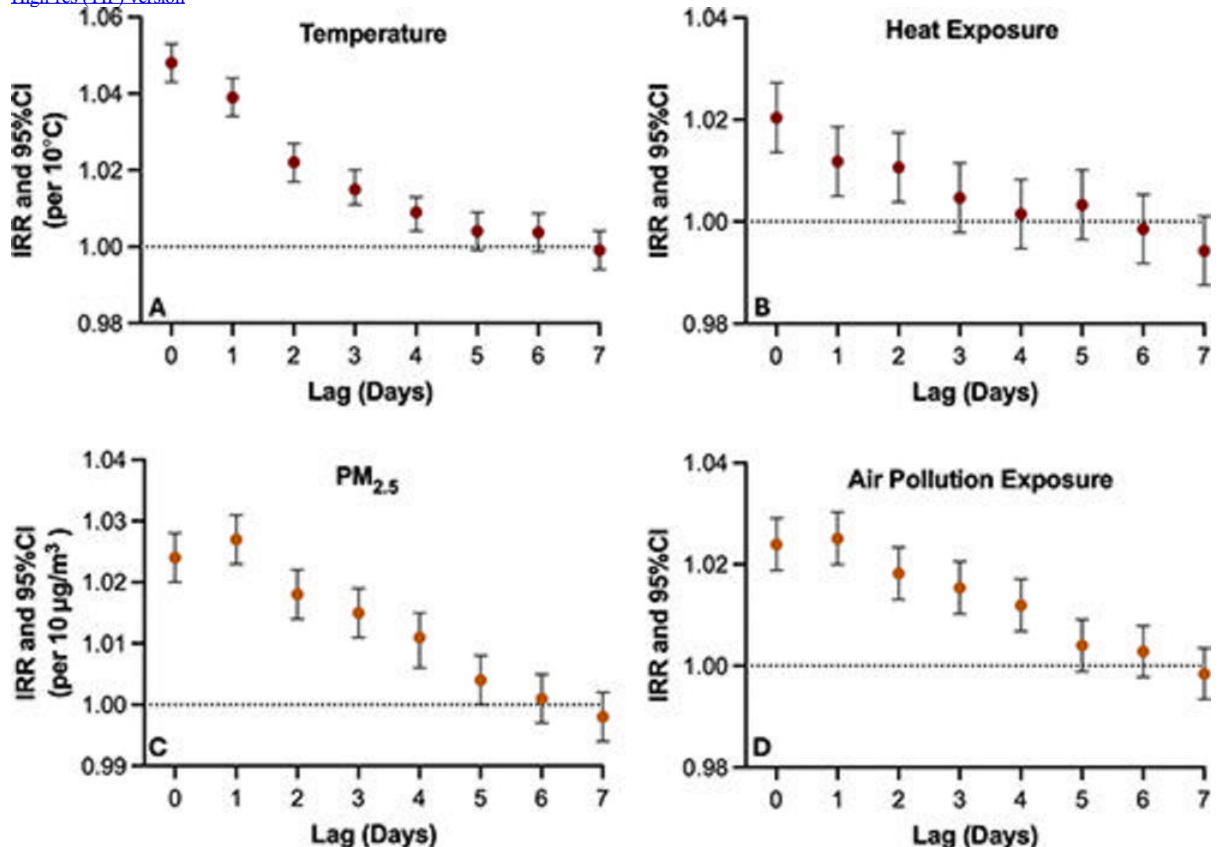 High-res (TIF) version
Temperature
IRR and 95%CI
(per 10°C)
1.06
1.04
1.02
1.00
0.98
A
0 1 2 3 4 5 6 7
Lag (Days)
Heat Exposure
IRR and 95%CI
1.04
1.02
1.00
0.98
B
0 1 2 3 4 5 6 7
Lag (Days)
PM2.5
IRR and 95%CI
(per 10 µg/m³)
1.04
1.03
1.02
1.01
1.00
0.99
C
0 1 2 3 4 5 6 7
Lag (Days)
Air Pollution Exposure
IRR and 95%CI
1.04
1.02
1.00
0.98
D
0 1 2 3 4 5 6 7
Lag (Days)